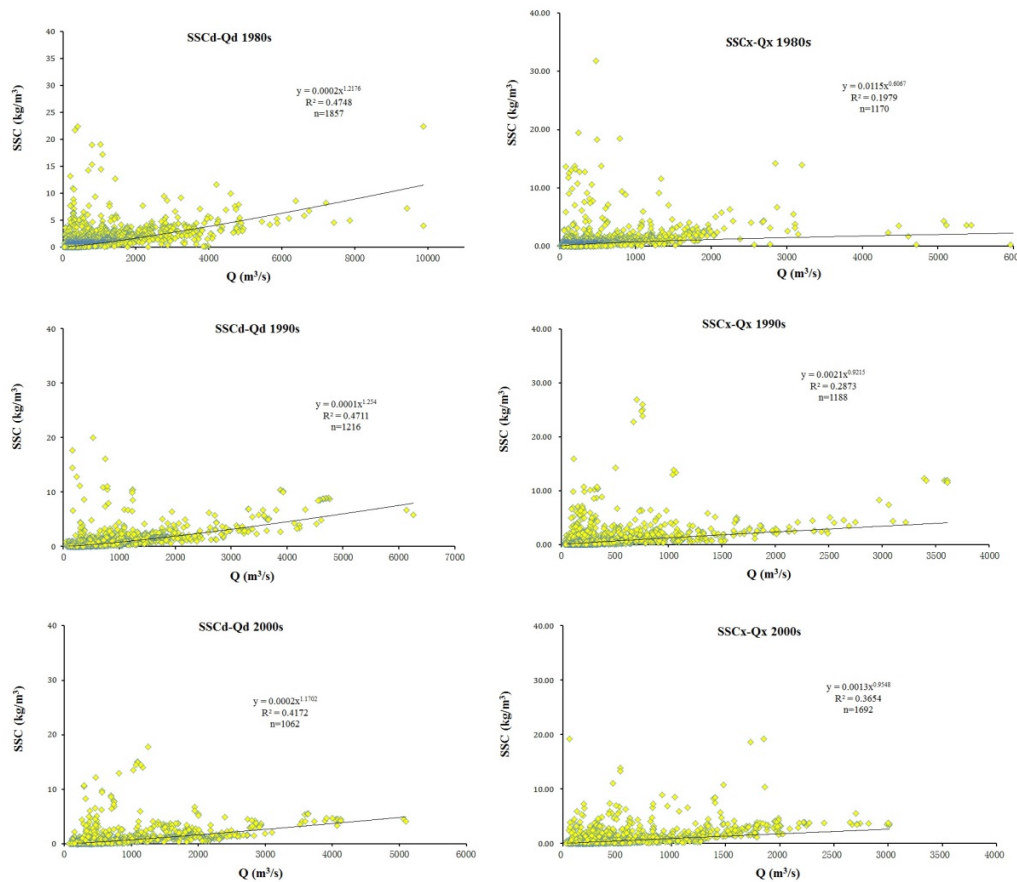 SSCd-Qd 1980s
SSC (kg/m³)
40
35
30
25
20
15
10
5
0
y = 0.0002x^1.2176
R² = 0.4748
n=1857
0 2000 4000 6000 8000 10000
Q (m³/s)
SSCx-Qx 1980s
SSC (kg/m³)
40.00
30.00
20.00
10.00
0.00
y = 0.0115x^0.6067
R² = 0.1979
n=1170
0 1000 2000 3000 4000 5000 6000
Q (m³/s)
SSCd-Qd 1990s
SSC (kg/m³)
40
30
20
10
0
y = 0.0001x^1.254
R² = 0.4711
n=1216
0 1000 2000 3000 4000 5000 6000 7000
Q (m³/s)
SSCx-Qx 1990s
SSC (kg/m³)
40.00
30.00
20.00
10.00
0.00
y = 0.0021x^0.9215
R² = 0.2873
n=1188
0 500 1000 1500 2000 2500 3000 3500 4000
Q (m³/s)
SSCd-Qd 2000s
SSC (kg/m³)
40
30
20
10
0
y = 0.0002x^1.1702
R² = 0.4172
n=1062
0 1000 2000 3000 4000 5000 6000
Q (m³/s)
SSCx-Qx 2000s
SSC (kg/m³)
40.00
30.00
20.00
10.00
0.00
y = 0.0013x^0.9548
R² = 0.3654
n=1692
0 500 1000 1500 2000 2500 3000 3500 4000
Q (m³/s)